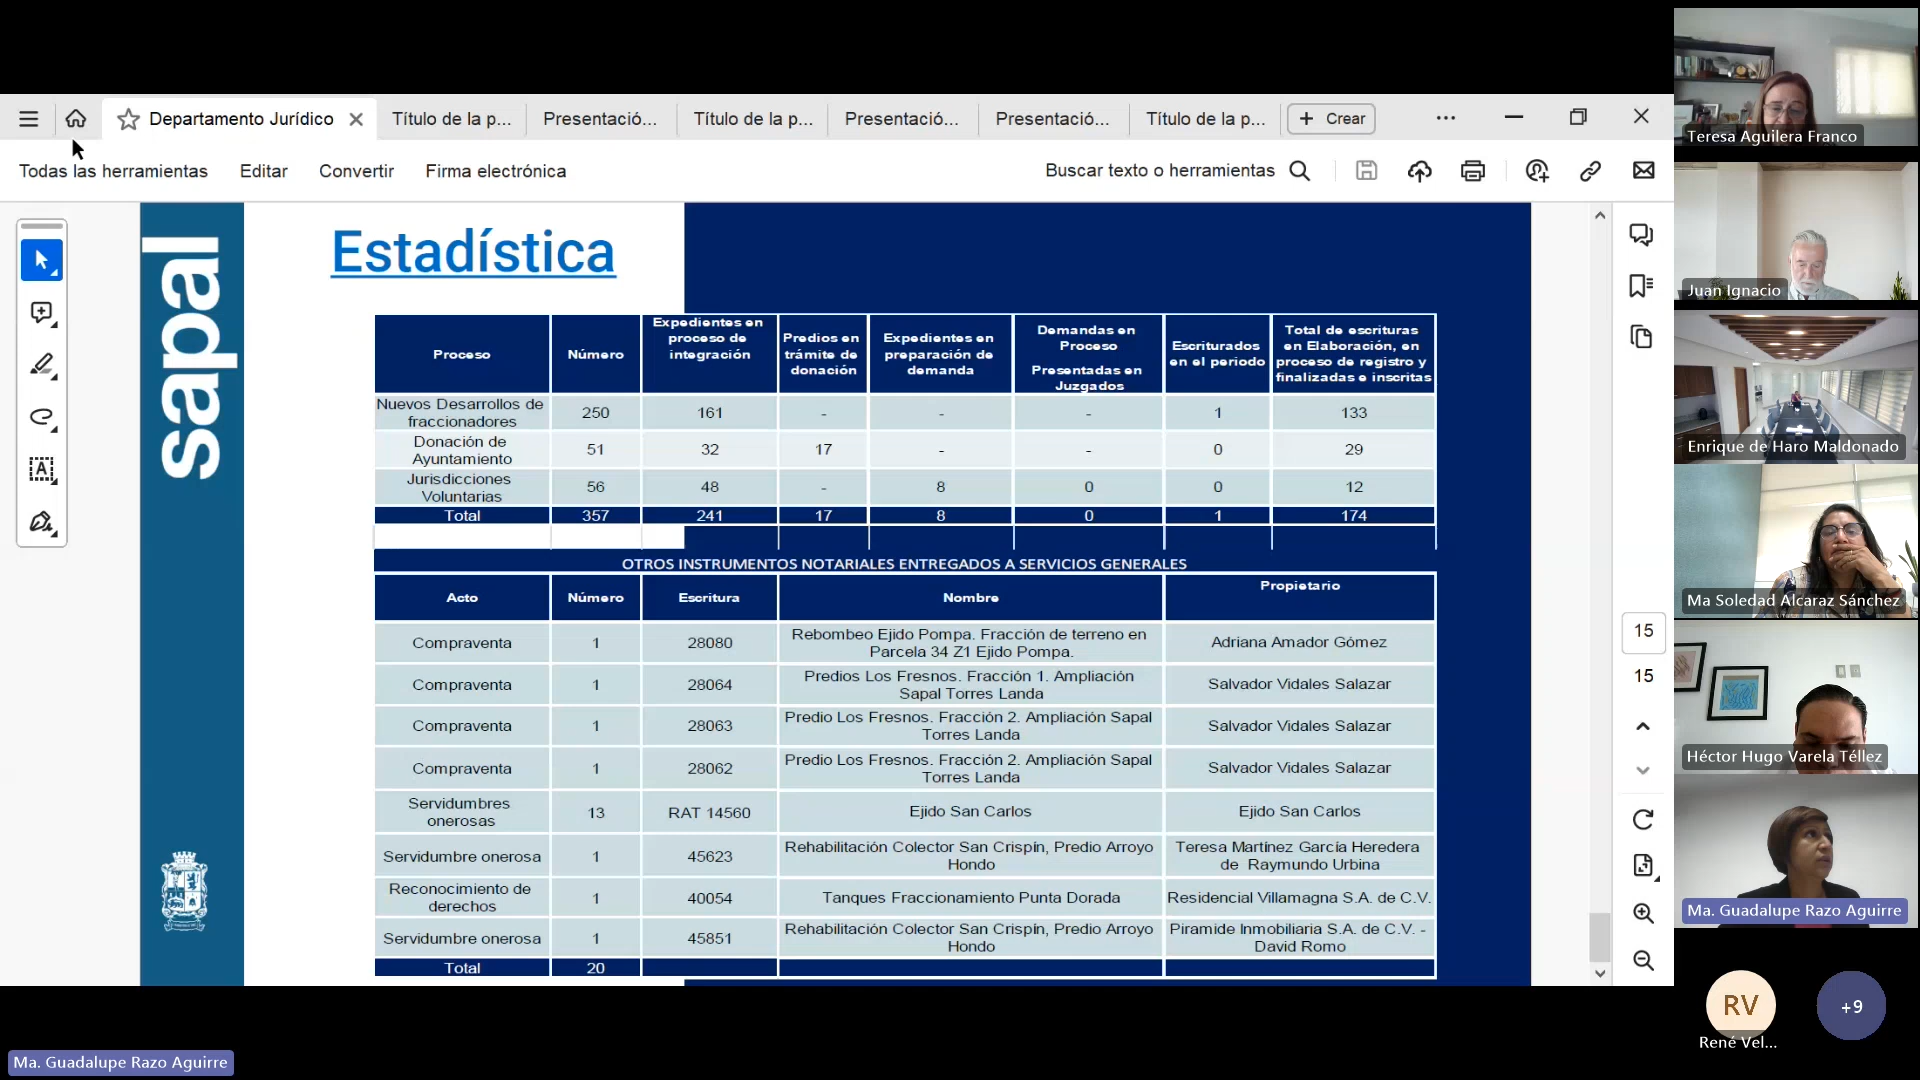 Departamento Jurídico
Título de la p...
Presentació...
Título de la p...
Presentació...
Presentació...
Título de la p...
+ Crear
Todas las herramientas
Editar
Convertir
Firma electrónica
Buscar texto o herramientas
sapal
Estadística
Proceso
Número
Expedientes en
proceso de
integración
Predios en
trámite de
donación
Expedientes en
preparación de
demanda
Demandas en
Proceso
Presentadas en
Juzgados
Escriturados
en el periodo
Total de escrituras
en Elaboración, en
proceso de registro y
finalizadas e inscritas
Nuevos Desarrollos de
fraccionadores
250
161
-
-
-
1
133
Donación de
Ayuntamiento
51
32
17
-
-
0
29
Jurisdicciones
Voluntarias
56
48
-
8
0
0
12
Total
357
241
17
8
0
1
174
OTROS INSTRUMENTOS NOTARIALES ENTREGADOS A SERVICIOS GENERALES
Acto
Número
Escritura
Nombre
Propietario
Compraventa
1
28080
Rebombeo Ejido Pompa. Fracción de terreno en
Parcela 34 Z1 Ejido Pompa.
Adriana Amador Gómez
Compraventa
1
28064
Predios Los Fresnos. Fracción 1. Ampliación
Sapal Torres Landa
Salvador Vidales Salazar
Compraventa
1
28063
Predio Los Fresnos. Fracción 2. Ampliación Sapal
Torres Landa
Salvador Vidales Salazar
Compraventa
1
28062
Predio Los Fresnos. Fracción 2. Ampliación Sapal
Torres Landa
Salvador Vidales Salazar
Servidumbres
onerosas
13
RAT 14560
Ejido San Carlos
Ejido San Carlos
Servidumbre onerosa
1
45623
Rehabilitación Colector San Crispín, Predio Arroyo
Hondo
Teresa Martínez García Heredera
de Raymundo Urbina
Reconocimiento de
derechos
1
40054
Tanques Fraccionamiento Punta Dorada
Residencial Villamagna S.A. de C.V.
Servidumbre onerosa
1
45851
Rehabilitación Colector San Crispín, Predio Arroyo
Hondo
Piramide Inmobiliaria S.A. de C.V. -
David Romo
Total
20
15
15
Teresa Aguilera Franco
Juan Ignacio
Enrique de Haro Maldonado
Ma Soledad Alcaraz Sánchez
Héctor Hugo Varela Téllez
Ma. Guadalupe Razo Aguirre
RV
René Vel...
+9
Ma. Guadalupe Razo Aguirre